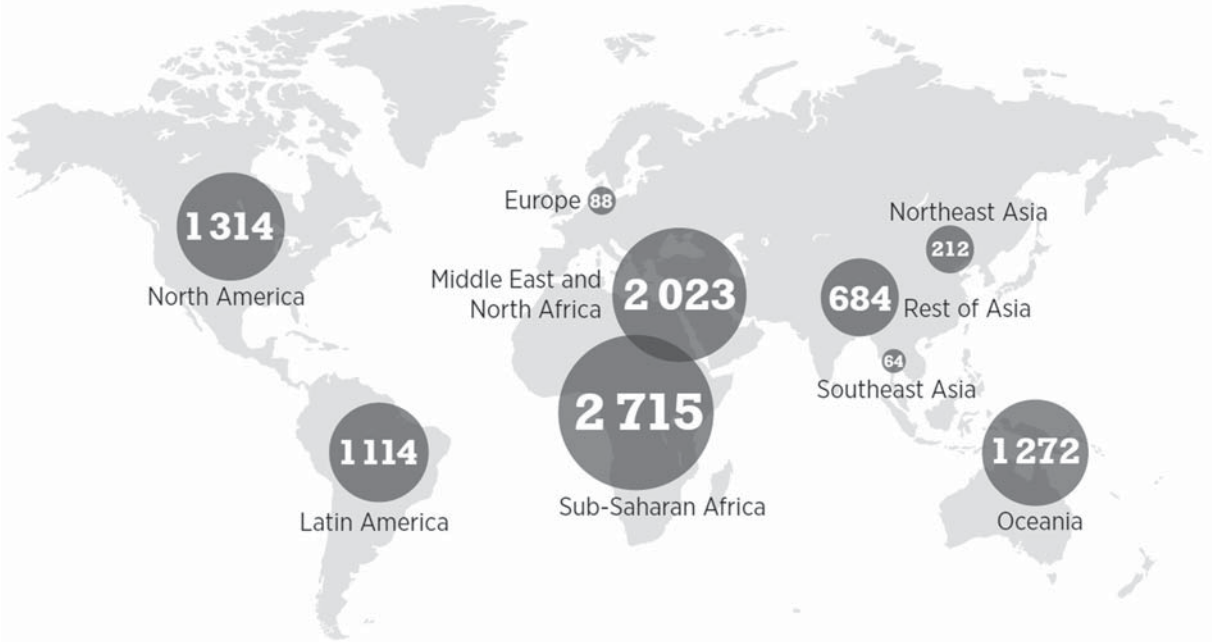 1 314
North America
Europe 88
Northeast Asia
212
Middle East and
North Africa
2 023
684
Rest of Asia
64
Southeast Asia
2 715
Sub-Saharan Africa
1 114
Latin America
1 272
Oceania